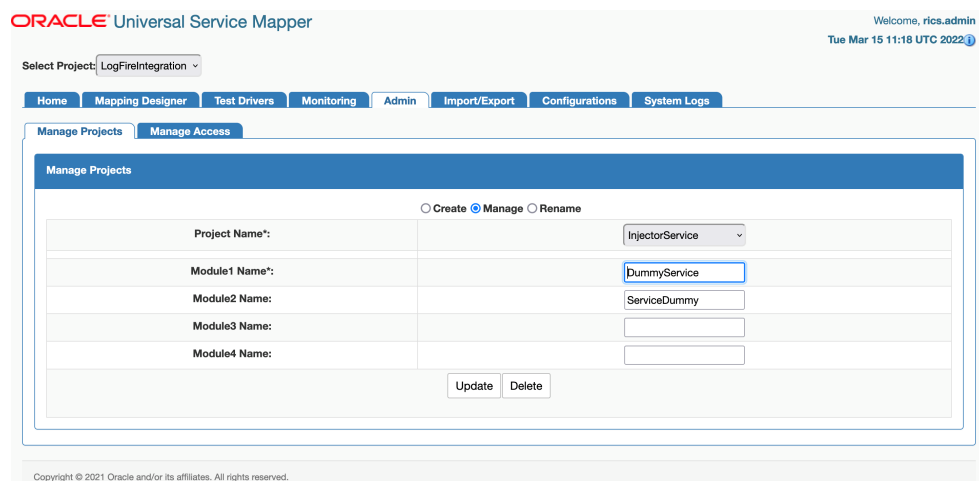 ORACLE® Universal Service Mapper
Welcome, rics.admin
Tue Mar 15 11:18 UTC 2022 i
Select Project: LogFireIntegration
Home Mapping Designer Test Drivers Monitoring Admin Import/Export Configurations System Logs
Manage Projects Manage Access
Manage Projects
Create Manage Rename
Project Name*: InjectorService
Module1 Name*: DummyService
Module2 Name: ServiceDummy
Module3 Name:
Module4 Name:
Update Delete
Copyright © 2021 Oracle and/or its affiliates. All rights reserved.